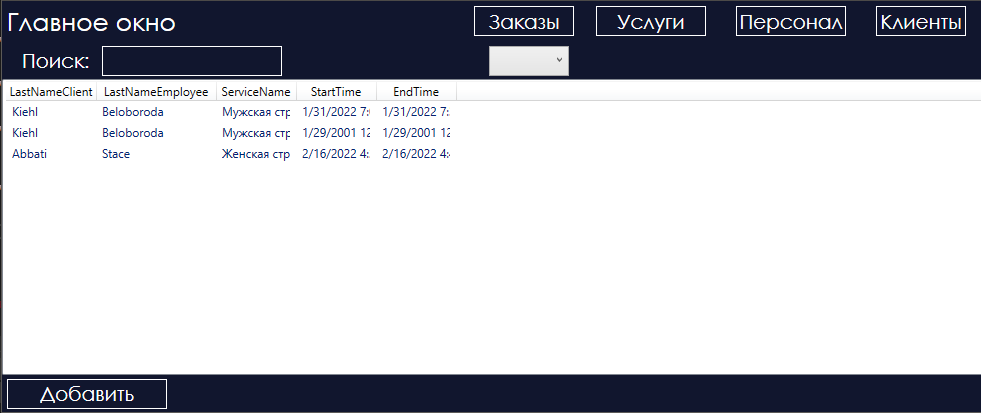 Главное окно Заказы Услуги Персонал Клиенты
Поиск:
LastNameClient LastNameEmployee ServiceName StartTime EndTime
Kiehl Beloboroda Мужская стр 1/31/2022 7: 1/31/2022 7:
Kiehl Beloboroda Мужская стр 1/29/2001 12 1/29/2001 12
Abbati Stace Женская стр 2/16/2022 4: 2/16/2022 4:
Добавить